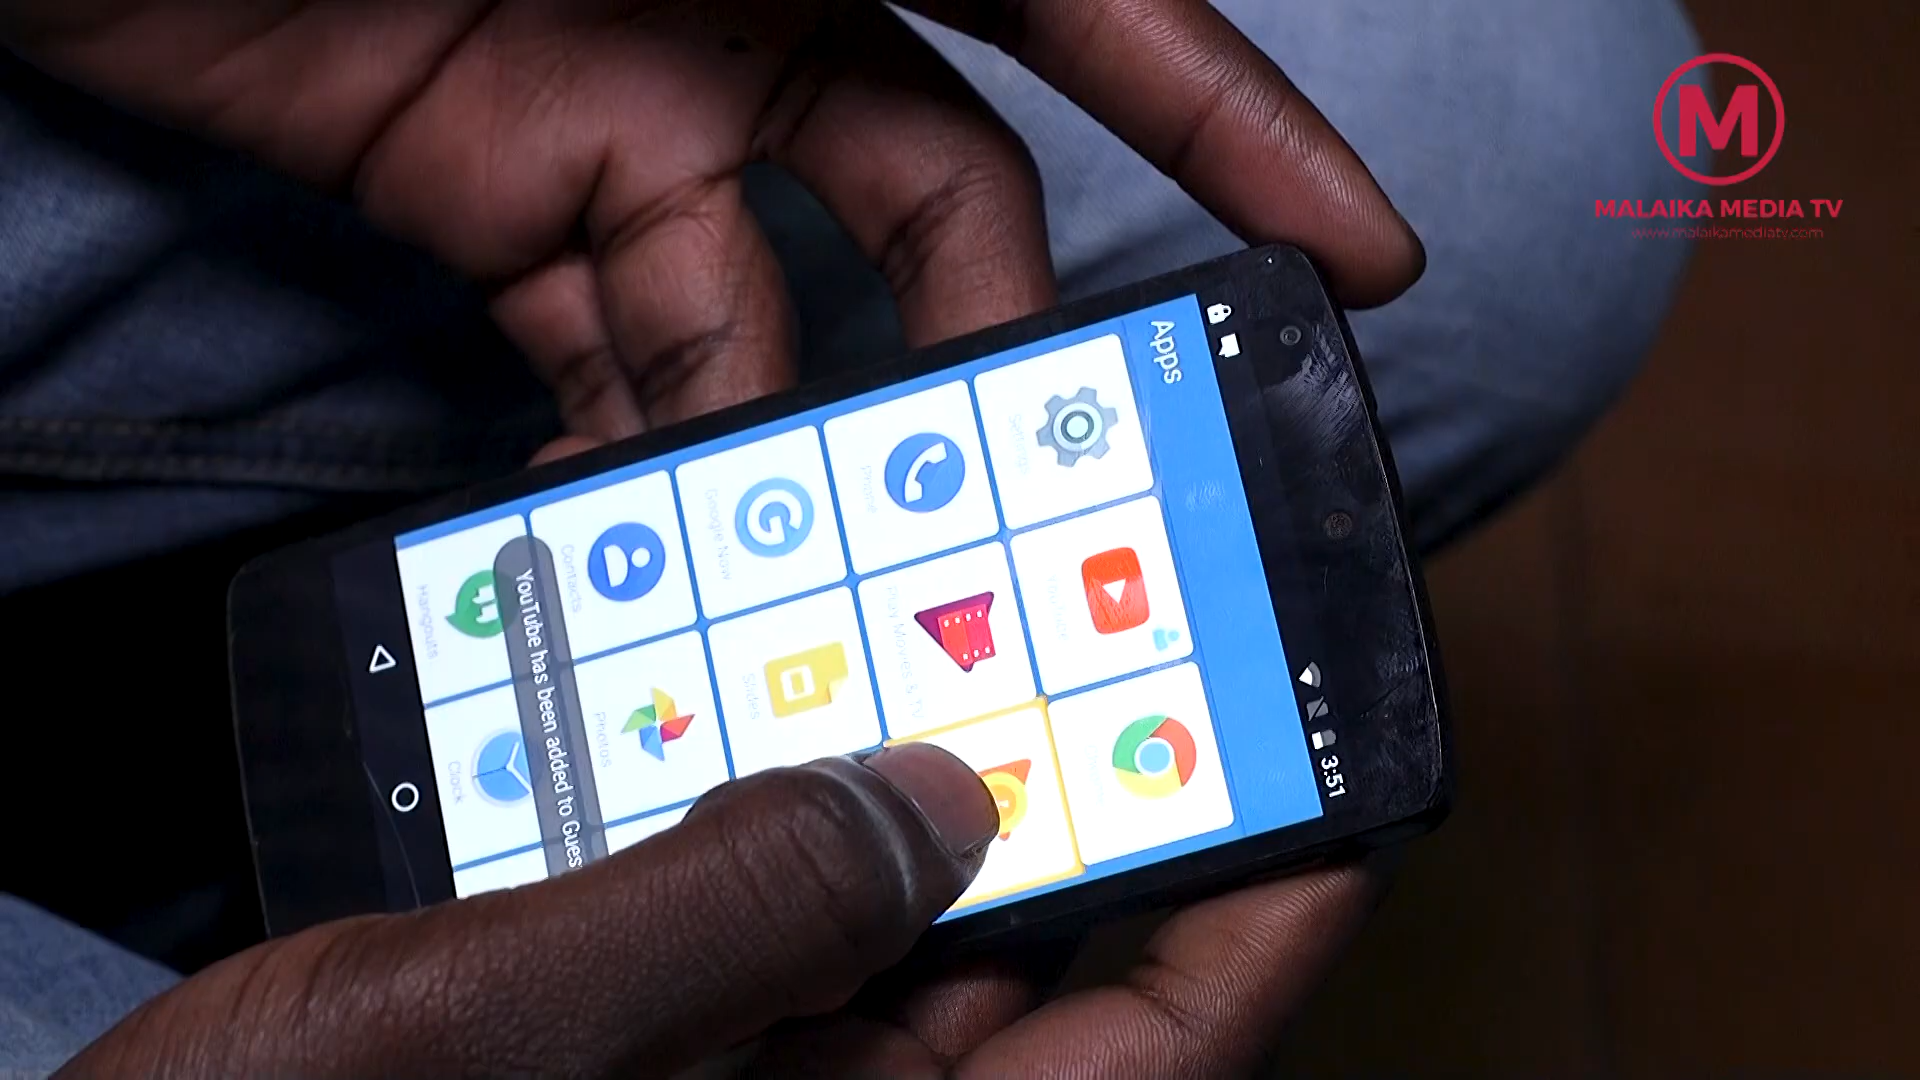 M
MALAIKA MEDIA TV
www.malaikamediatv.com
3:51
Apps
Settings
YouTube
Phone
Play Movies & TV
Google Now
Slides
Contacts
Photos
Hangouts
Clock
YouTube has been added to Gues